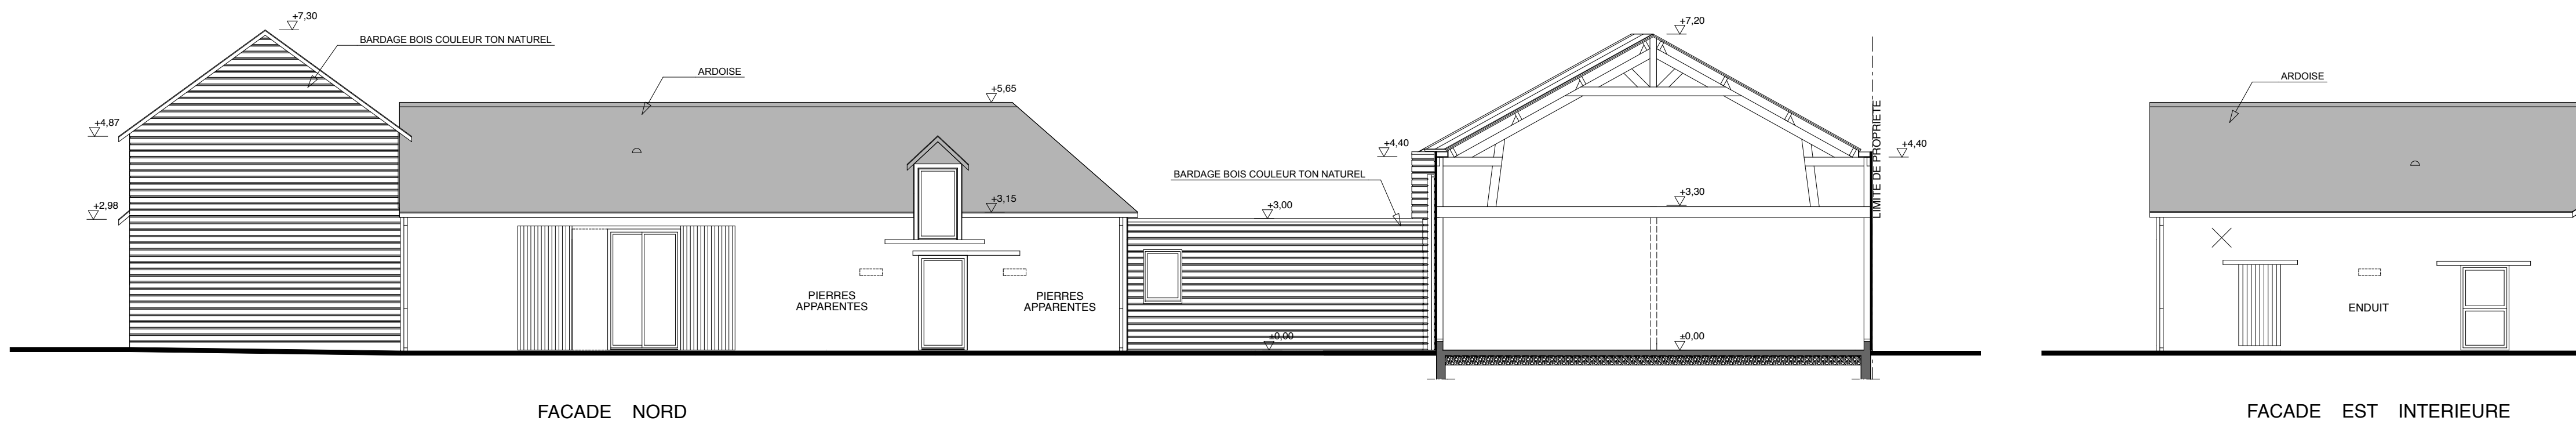 +7,30
BARDAGE BOIS COULEUR TON NATUREL
ARDOISE
+5,65
+4,87
+2,98
+3,15
PIERRES
APPARENTES
PIERRES
APPARENTES
BARDAGE BOIS COULEUR TON NATUREL
+3,00
±0,00
+7,20
+4,40
+4,40
+3,30
±0,00
LIMITE DE PROPRIETE
FACADE NORD
ARDOISE
ENDUIT
FACADE EST INTERIEURE